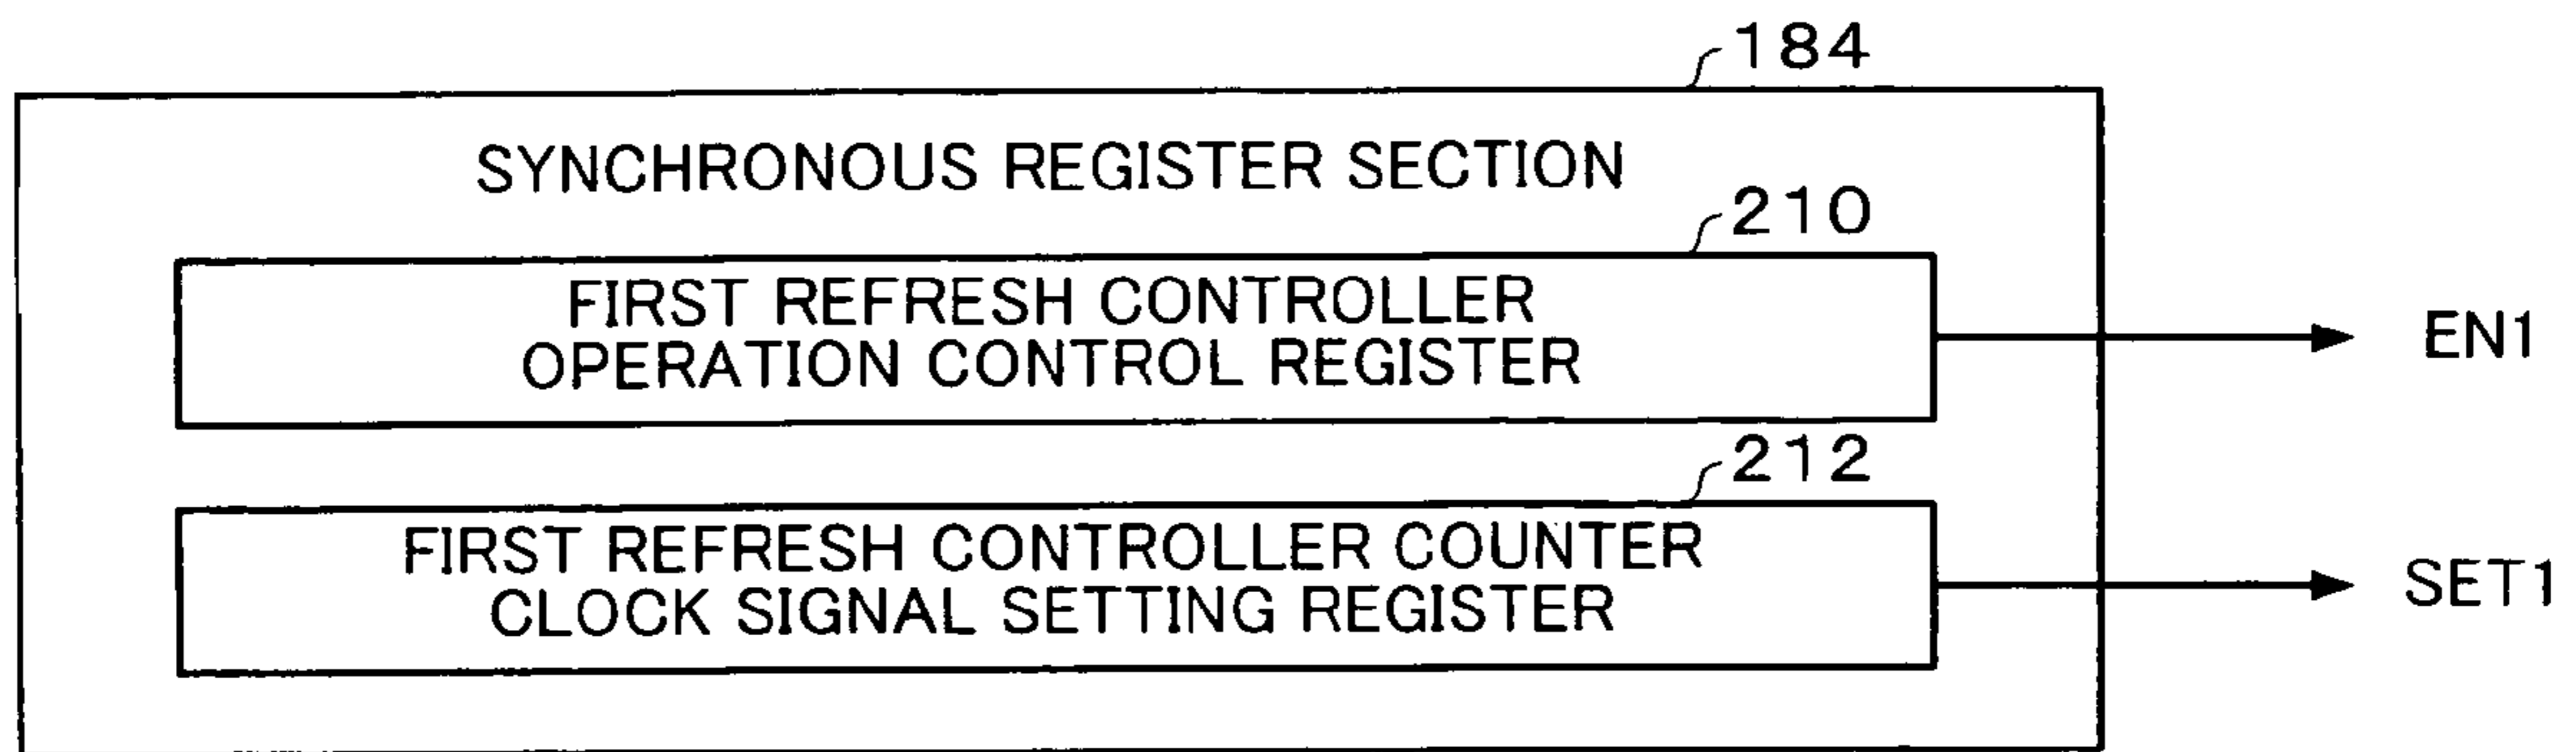 184
SYNCHRONOUS REGISTER SECTION
210
FIRST REFRESH CONTROLLER
OPERATION CONTROL REGISTER
EN1
212
FIRST REFRESH CONTROLLER COUNTER
CLOCK SIGNAL SETTING REGISTER
SET1